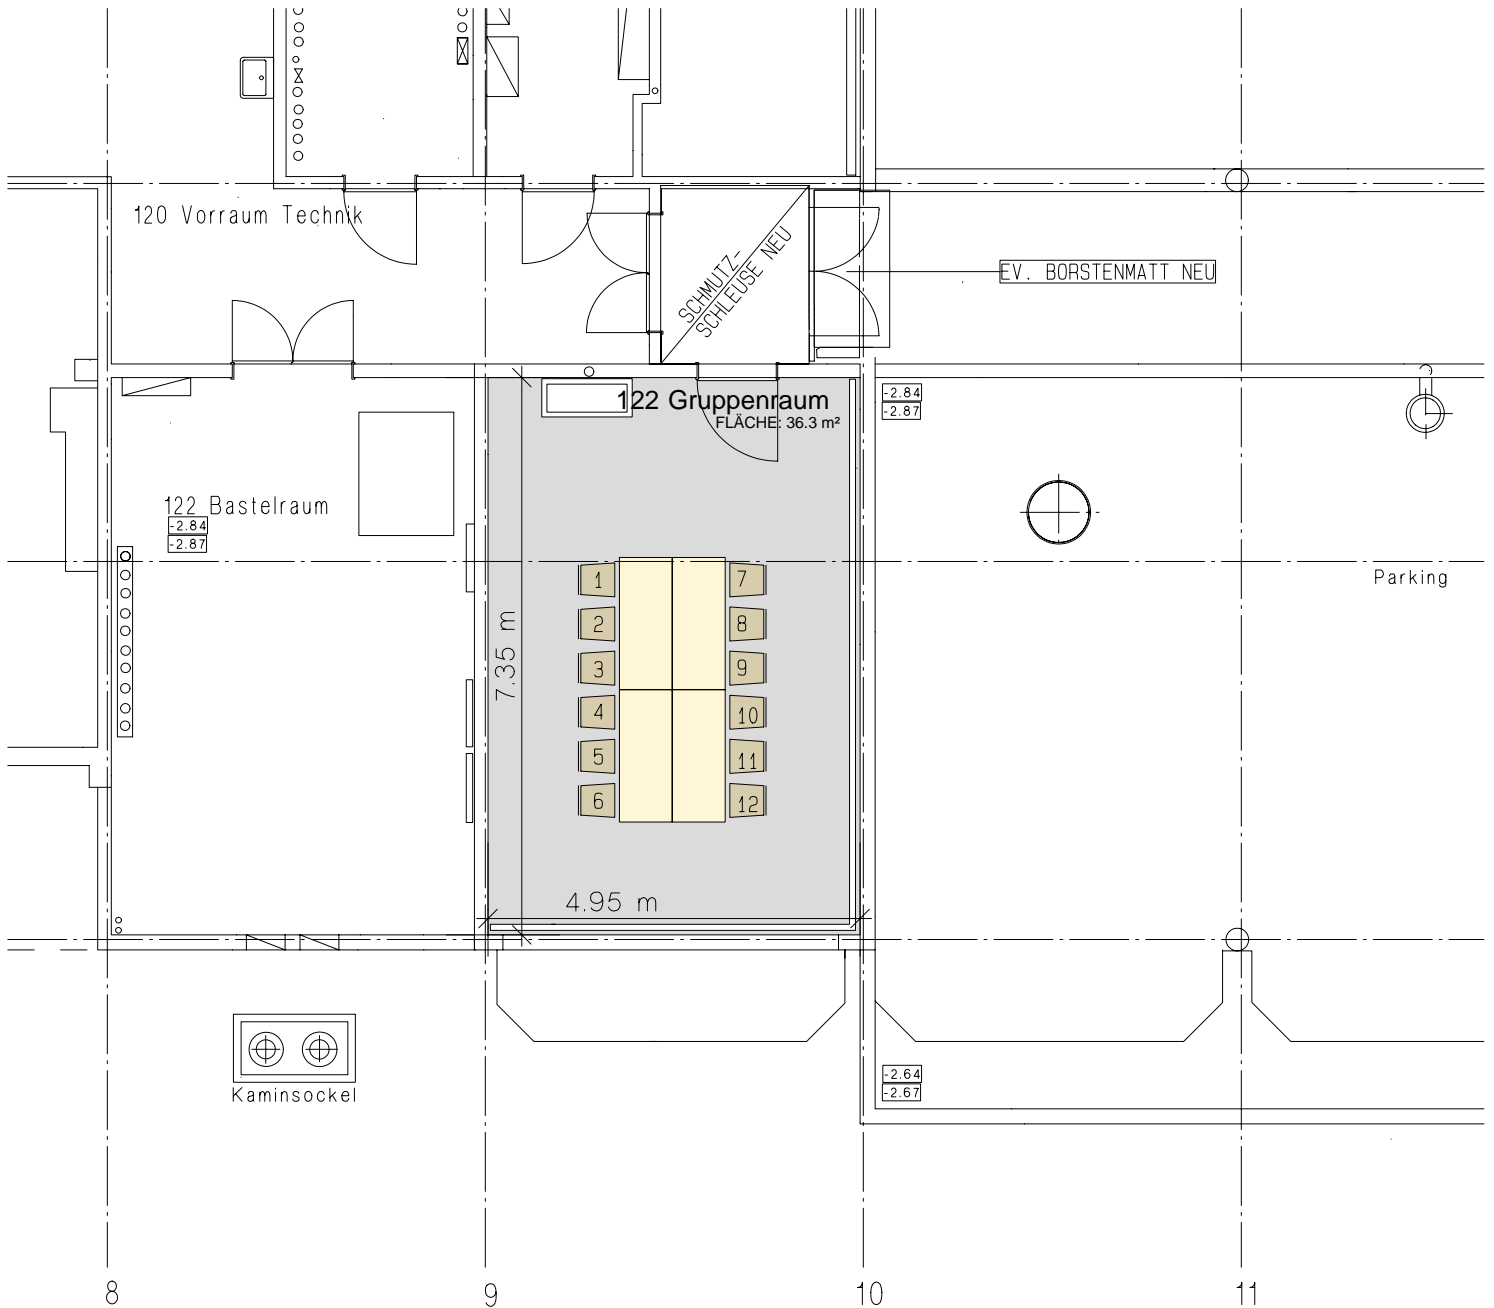 120 Vorraum Technik
SCHMUTZ-
SCHLEUSE NEU
EV. BORSTENMATT NEU
122 Gruppenraum
FLÄCHE: 36.3 m²
-2.84
-2.87
122 Bastelraum
-2.84
-2.87
Parking
7.35 m
1
7
2
8
3
9
4
10
5
11
6
12
4.95 m
-2.64
-2.67
Kaminsockel
8
9
10
11